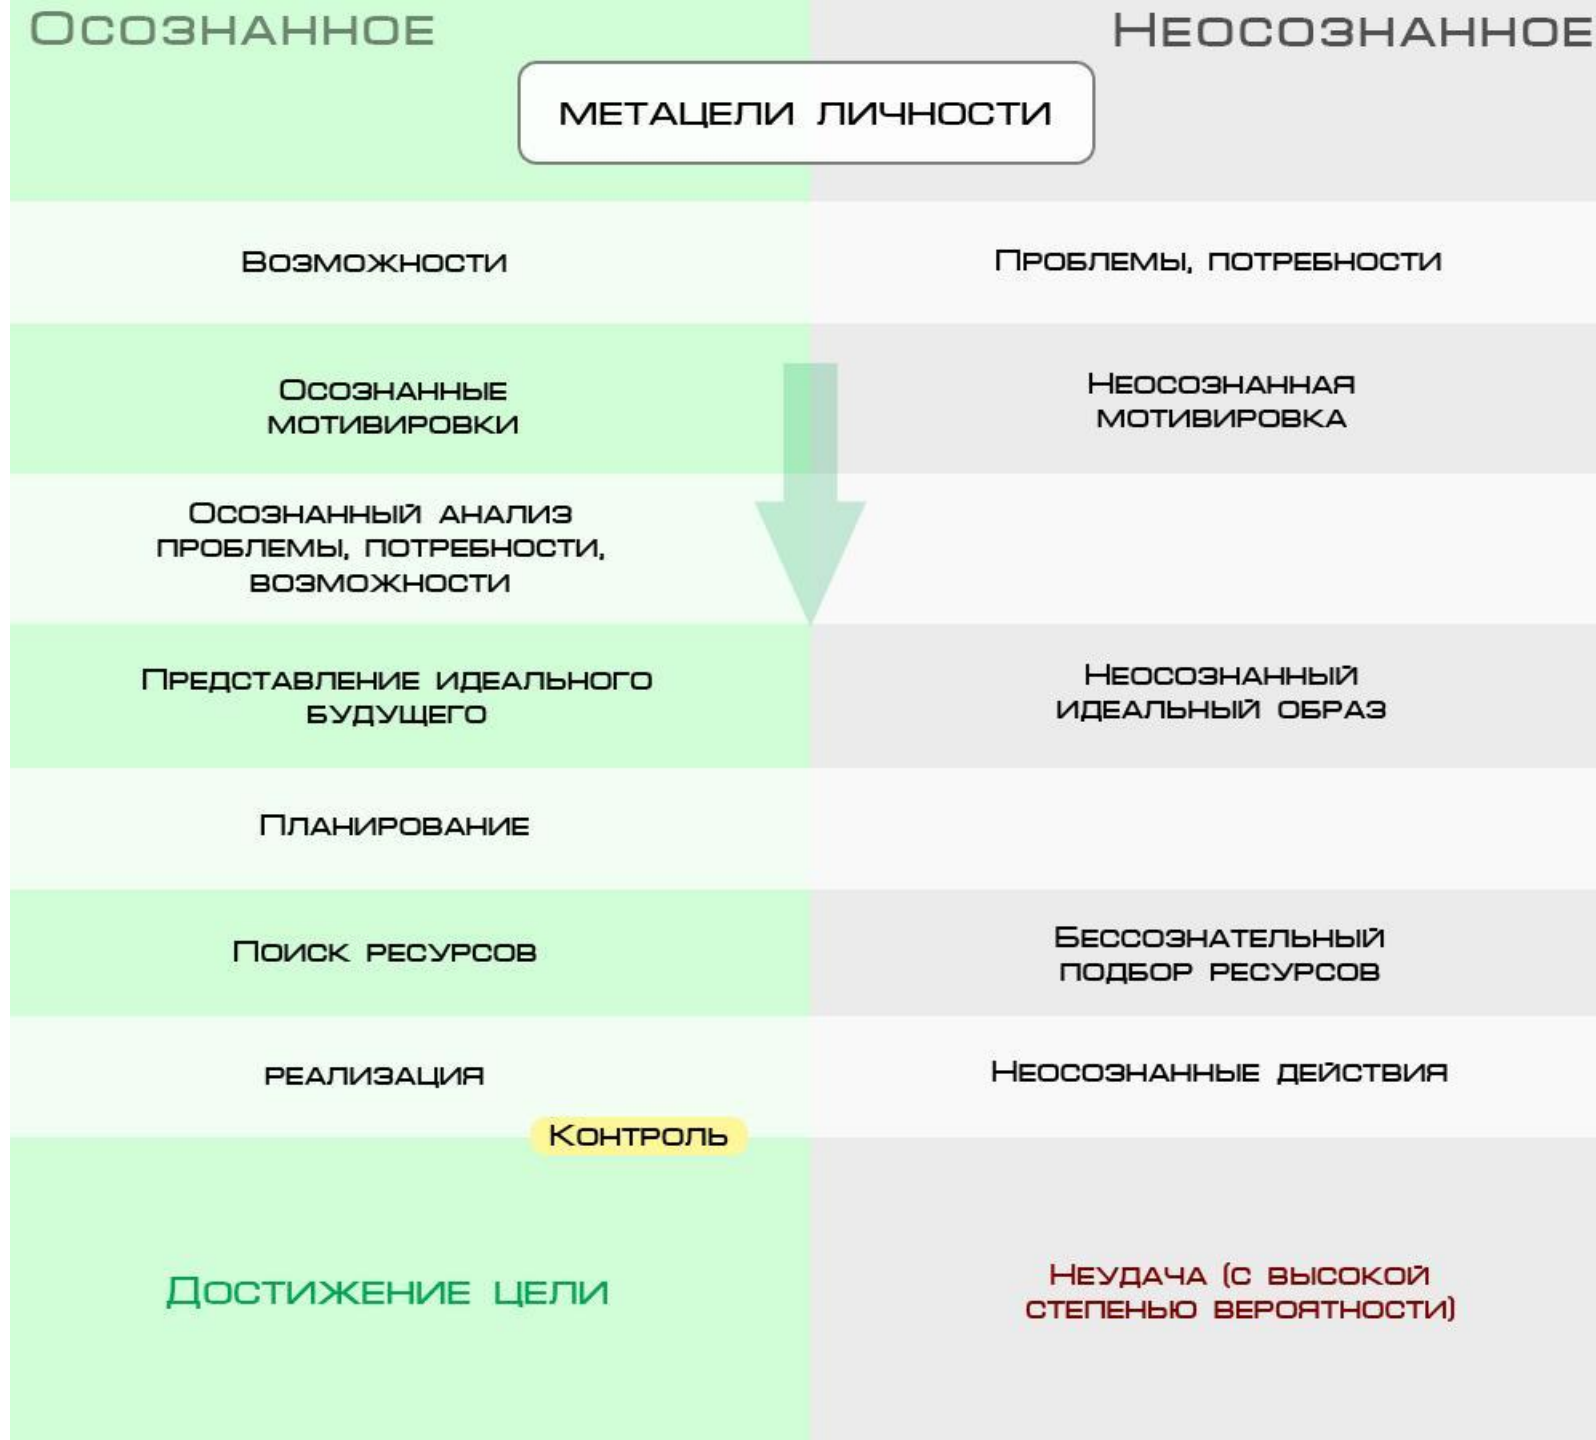 Осознанное
Неосознанное
метацели личности
Возможности
Проблемы, потребности
Осознанные
мотивировки
Неосознанная
мотивировка
Осознанный анализ
проблемы, потребности,
возможности
Представление идеального
будущего
Неосознанный
идеальный образ
Планирование
Поиск ресурсов
Бессознательный
подбор ресурсов
реализация
Неосознанные действия
Контроль
Достижение цели
Неудача (с высокой
степенью вероятности)